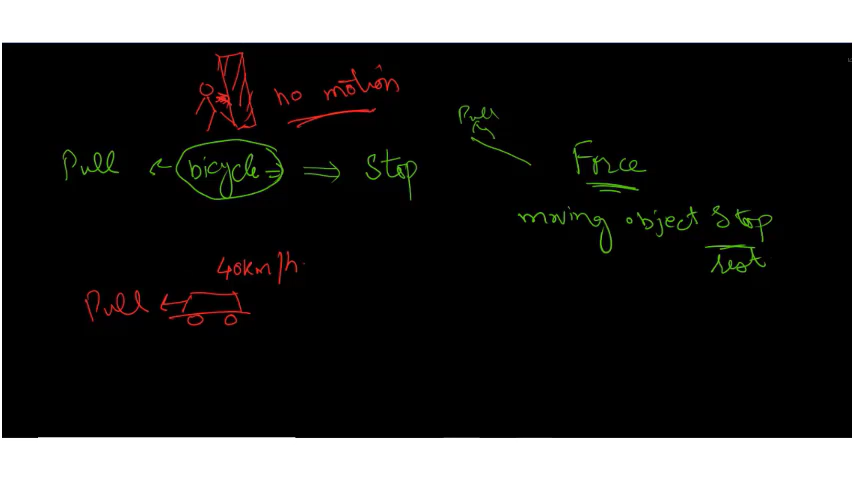 no motion
Pull bicycle ⇒ Stop
Pull
Force
moving object Stop
rest
40km/h
Pull